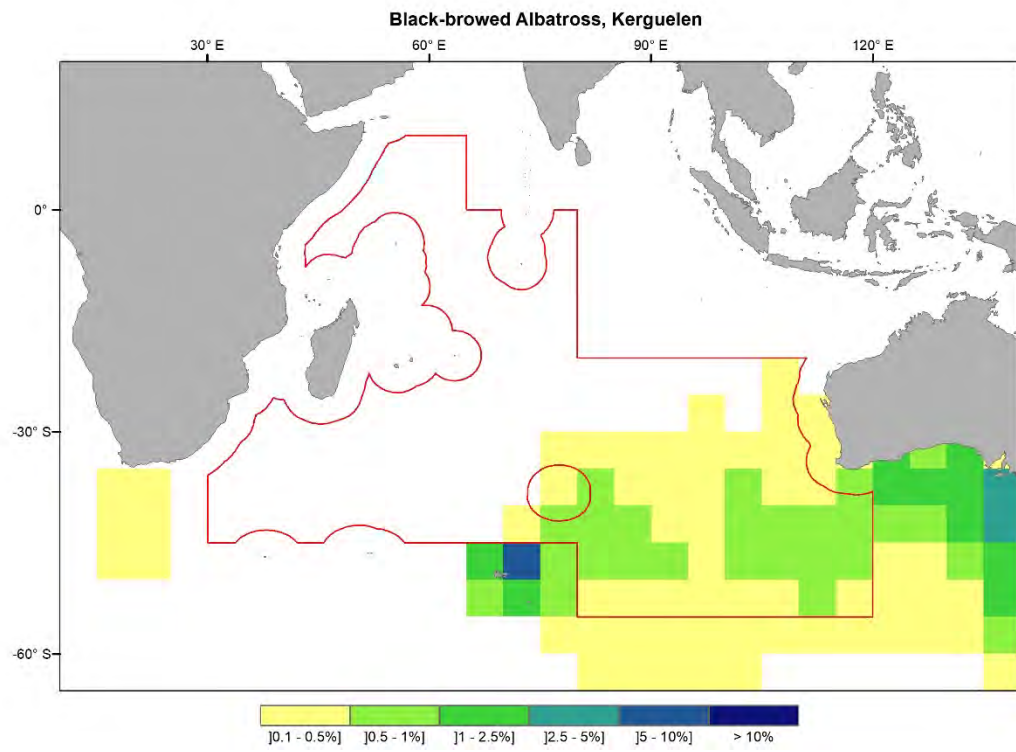 Black-browed Albatross, Kerguelen
30° E 60° E 90° E 120° E
0°
-30° S
-60° S
]0.1 - 0.5%] ]0.5 - 1%] ]1 - 2.5%] ]2.5 - 5%] ]5 - 10%] > 10%